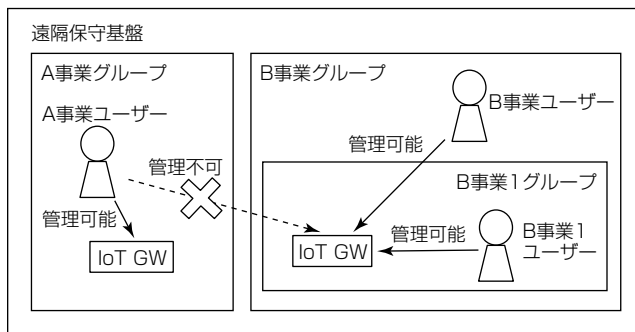 遠隔保守基盤
A事業グループ
A事業ユーザー
管理不可
管理可能
IoT GW
B事業グループ
B事業ユーザー
管理可能
B事業1グループ
管理可能
IoT GW
B事業1
ユーザー